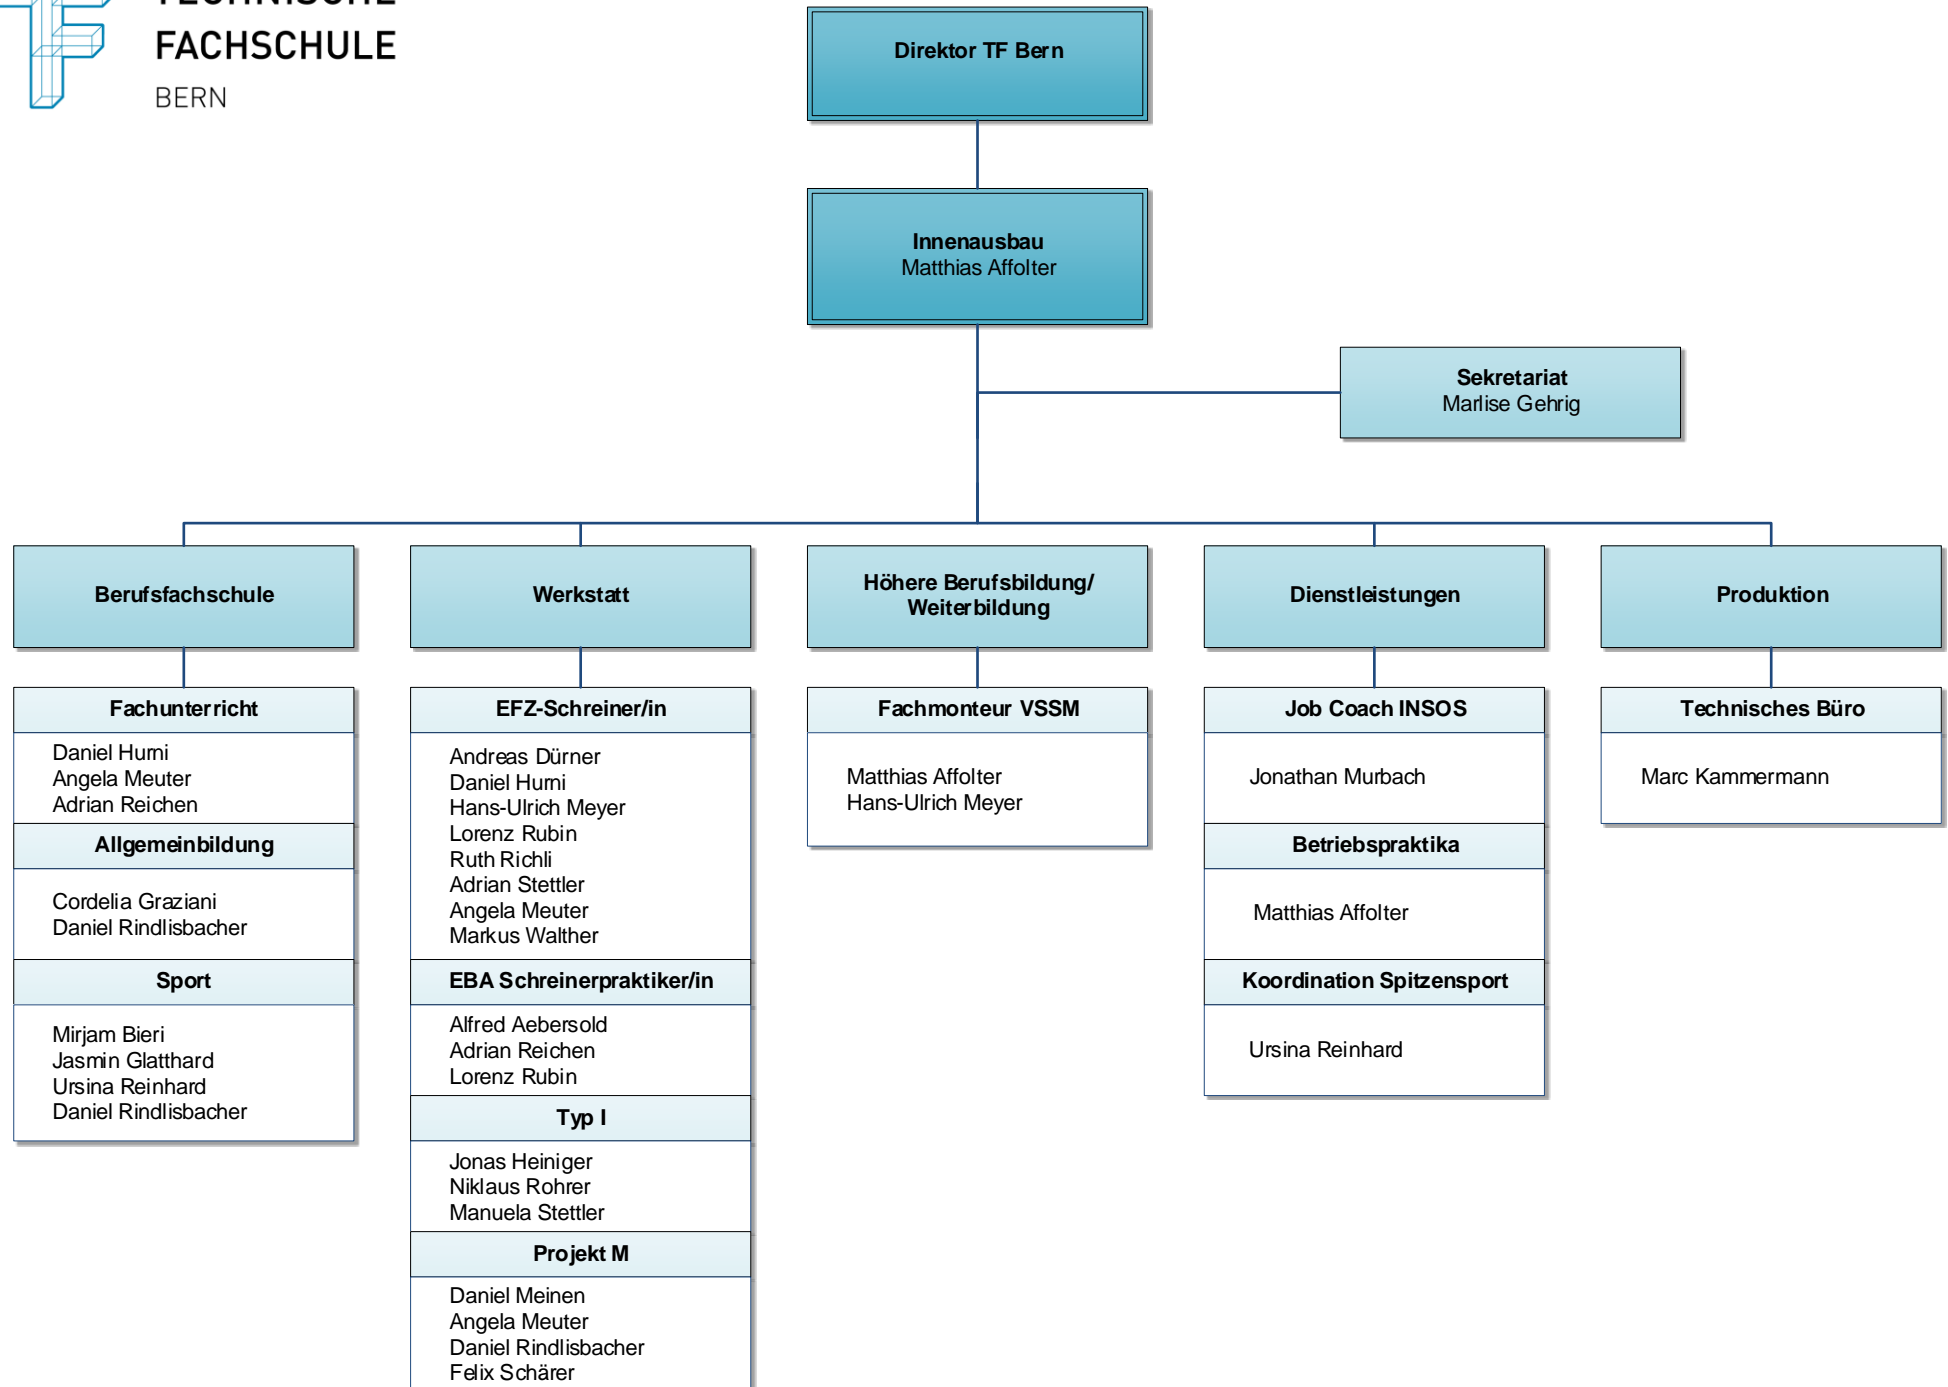 TECHNISCHE
FACHSCHULE
BERN
Direktor TF Bern
Innenausbau
Matthias Affolter
Sekretariat
Marlise Gehrig
Berufsfachschule
Werkstatt
Höhere Berufsbildung/
Weiterbildung
Dienstleistungen
Produktion
Fachunterricht
Daniel Hurni
Angela Meuter
Adrian Reichen
Allgemeinbildung
Cordelia Graziani
Daniel Rindlisbacher
Sport
Mirjam Bieri
Jasmin Glatthard
Ursina Reinhard
Daniel Rindlisbacher
EFZ-Schreiner/in
Andreas Dürner
Daniel Hurni
Hans-Ulrich Meyer
Lorenz Rubin
Ruth Richli
Adrian Stettler
Angela Meuter
Markus Walther
EBA Schreinerpraktiker/in
Alfred Aebersold
Adrian Reichen
Lorenz Rubin
Typ I
Jonas Heiniger
Niklaus Rohrer
Manuela Stettler
Projekt M
Daniel Meinen
Angela Meuter
Daniel Rindlisbacher
Felix Schärer
Fachmonteur VSSM
Matthias Affolter
Hans-Ulrich Meyer
Job Coach INSOS
Jonathan Murbach
Betriebspraktika
Matthias Affolter
Koordination Spitzensport
Ursina Reinhard
Technisches Büro
Marc Kammermann